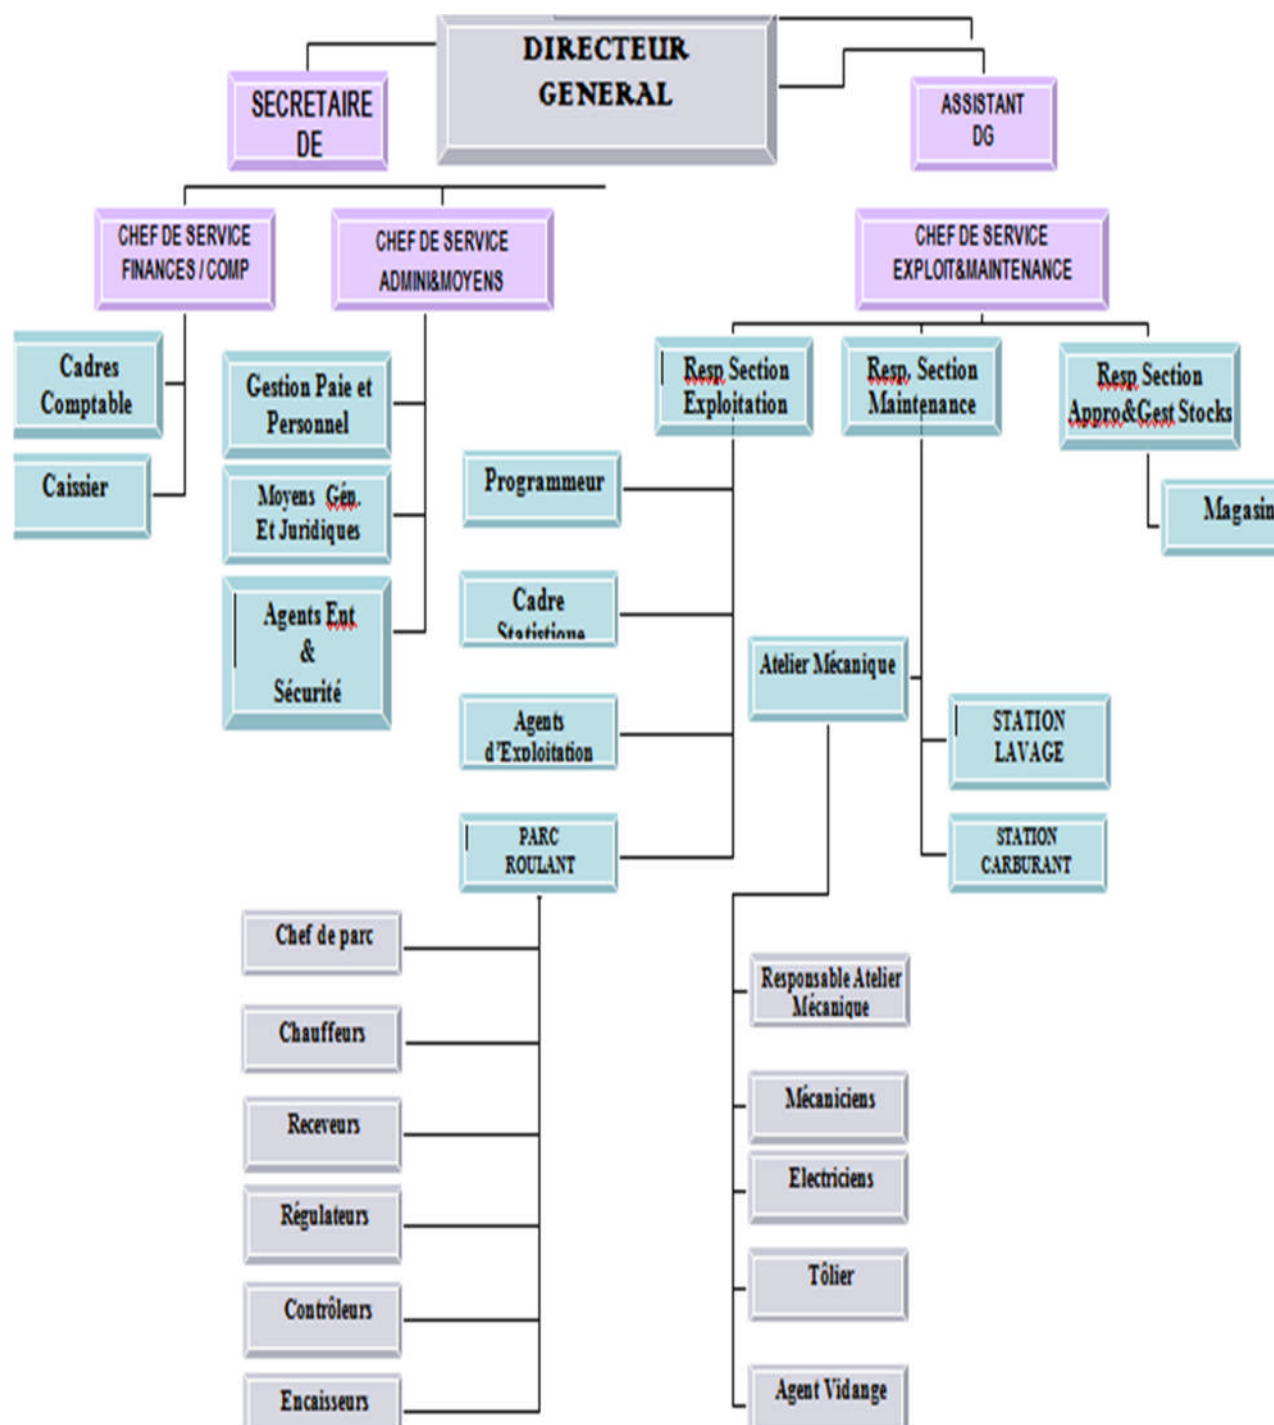 DIRECTEUR
GENERAL
SECRETAIRE
DE
ASSISTANT
DG
CHEF DE SERVICE
FINANCES / COMP
CHEF DE SERVICE
ADMINI&MOYENS
CHEF DE SERVICE
EXPLOIT&MAINTENANCE
Cadres
Comptable
Caissier
Gestion Paie et
Personnel
Moyens Gén.
Et Juridiques
Agents Ent
&
Sécurité
Resp Section
Exploitation
Resp. Section
Maintenance
Resp Section
Appro&Gest Stocks
Programmeur
Cadre
Statistique
Agents
d'Exploitation
PARC
ROULANT
Magasin
Atelier Mécanique
STATION
LAVAGE
STATION
CARBURANT
Chef de parc
Chauffeurs
Receveurs
Régulateurs
Contrôleurs
Encaisseurs
Responsable Atelier
Mécanique
Mécaniciens
Electriciens
Tôlier
Agent Vidange